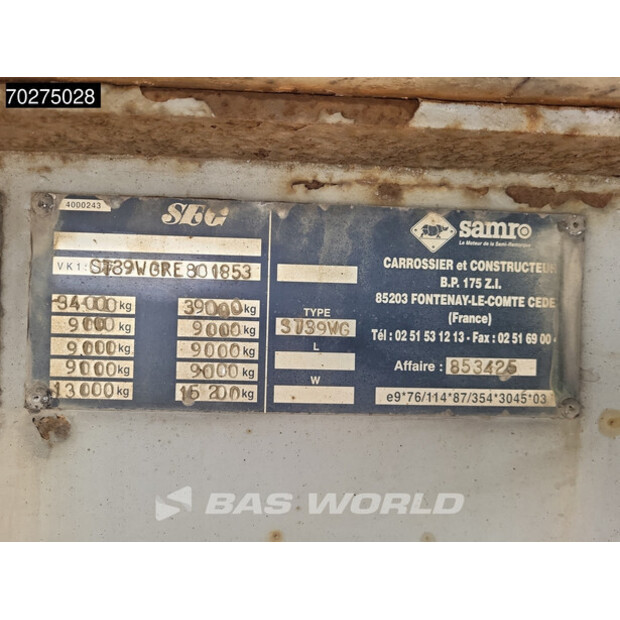 70275028
4000243
SEG
VK1 ST39WGRE801853
34000 kg 39000 kg
9000 kg 9000 kg
9000 kg 9000 kg
9000 kg 9000 kg
13000 kg 15200 kg
TYPE
ST39WG
L
W
samro
Le Moteur de la Semi-Remorque
CARROSSIER et CONSTRUCTEUR
B.P. 175 Z.I.
85203 FONTENAY-LE-COMTE CEDE
(France)
Tél : 02 51 53 12 13 - Fax : 02 51 69 00
Affaire : 853425
e9*76/114*87/354*3045*03
BAS WORLD